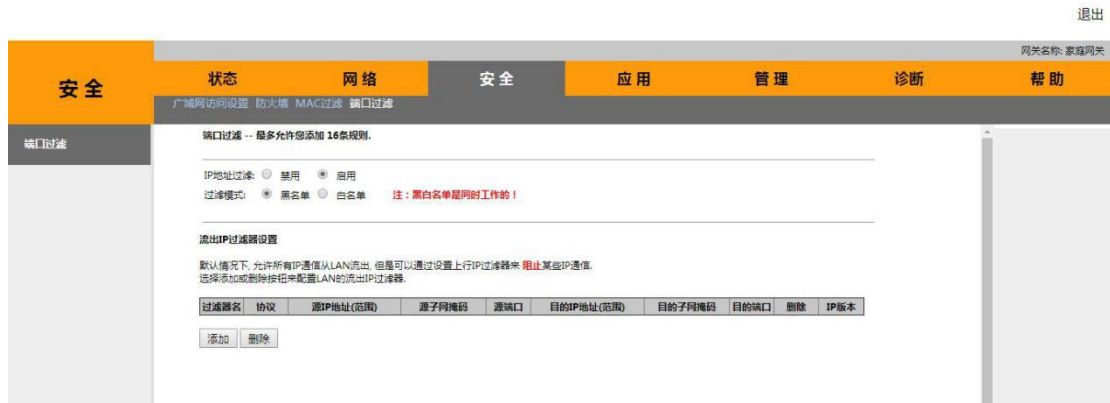 退出
网关名称: 家庭网关
安全
状态 网络 安全 应用 管理 诊断 帮助
广域网访问设置 防火墙 MAC过滤 端口过滤
端口过滤
端口过滤 -- 最多允许您添加 16条规则.
IP地址过滤: 禁用 启用
过滤模式: 黑名单 白名单 注：黑白名单是同时工作的！
流出IP过滤器设置
默认情况下, 允许所有IP通信从LAN流出, 但是可以通过设置上行IP过滤器来 阻止某些IP通信.
选择添加或删除按钮来配置LAN的流出IP过滤器.
过滤器名 协议 源IP地址(范围) 源子网掩码 源端口 目的IP地址(范围) 目的子网掩码 目的端口 删除 IP版本
添加 删除